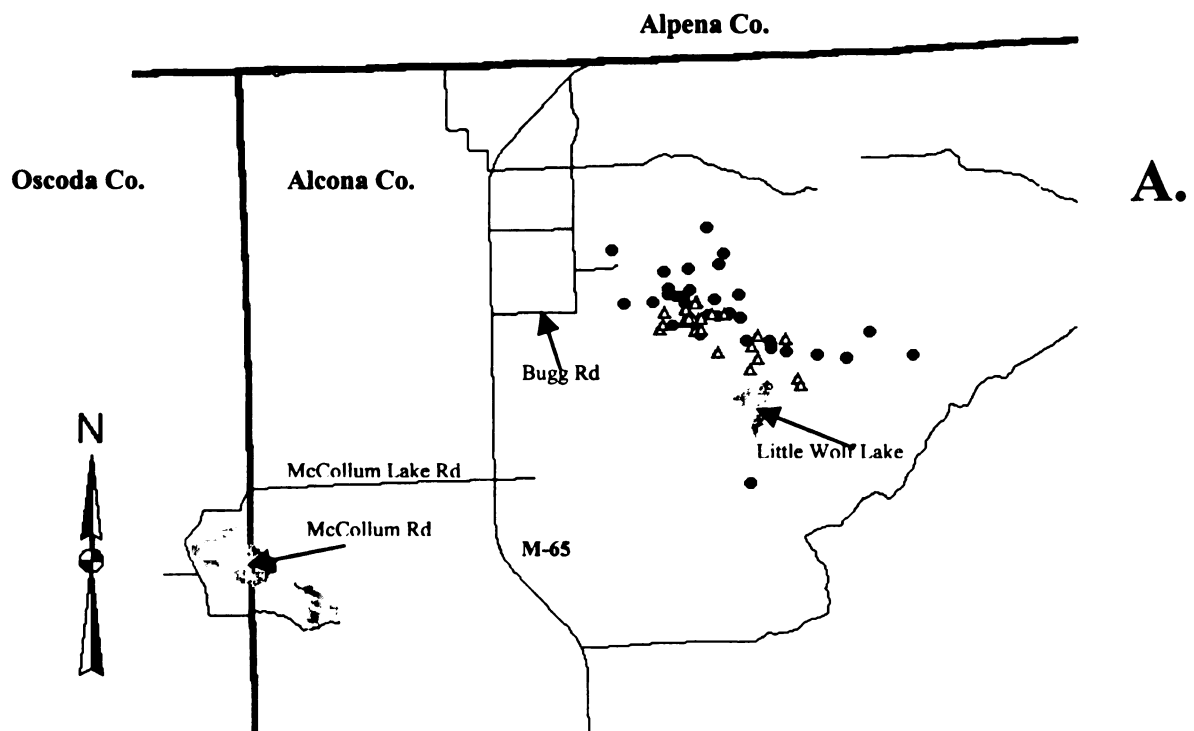 Alpena Co.
Oscoda Co.
Alcona Co.
A.
Bugg Rd
N
Little Wolf Lake
McCollum Lake Rd
McCollum Rd
M-65